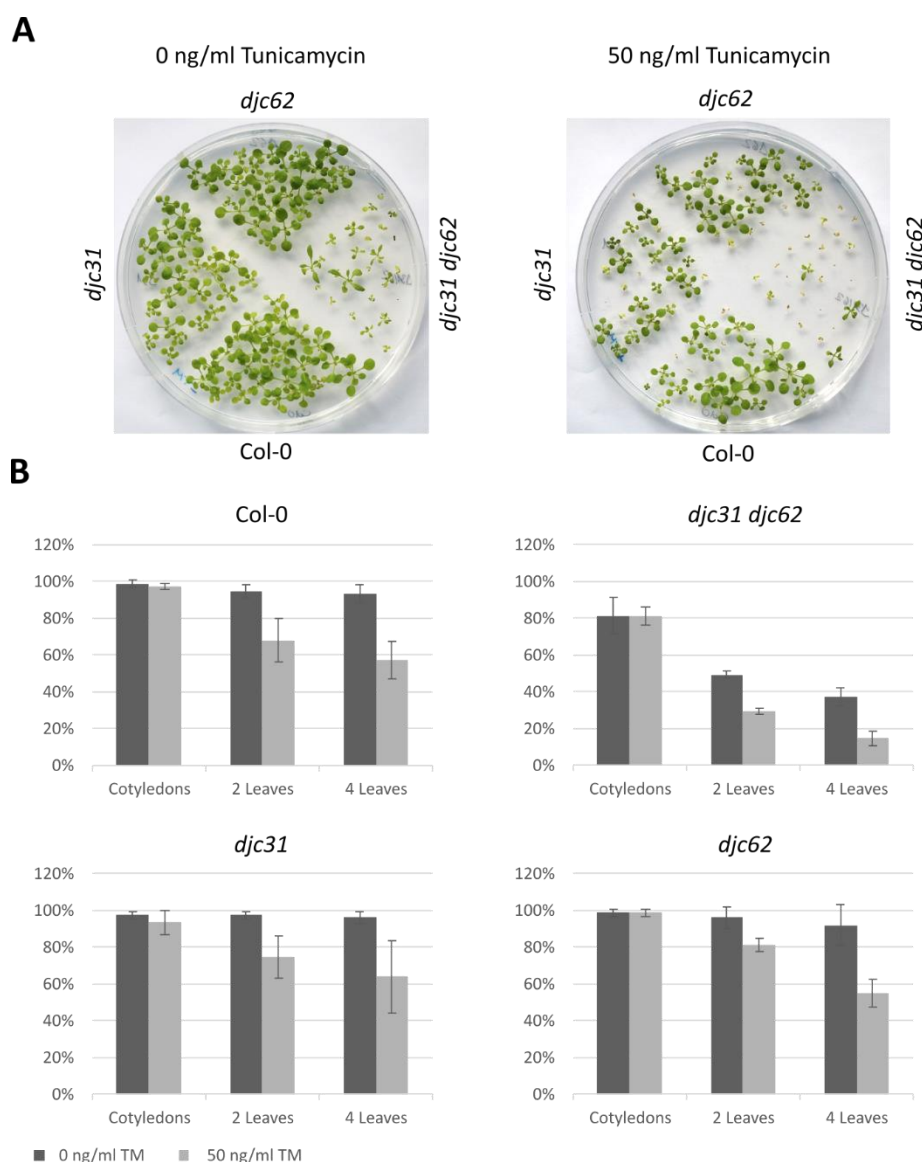 A
0 ng/ml Tunicamycin
50 ng/ml Tunicamycin
djc62
djc62
djc31
djc31 djc62
djc31
djc31 djc62
Col-0
Col-0
B
Col-0
120%
100%
80%
60%
40%
20%
0%
Cotyledons 2 Leaves 4 Leaves
djc31 djc62
120%
100%
80%
60%
40%
20%
0%
Cotyledons 2 Leaves 4 Leaves
djc31
120%
100%
80%
60%
40%
20%
0%
Cotyledons 2 Leaves 4 Leaves
djc62
120%
100%
80%
60%
40%
20%
0%
Cotyledons 2 Leaves 4 Leaves
0 ng/ml TM 50 ng/ml TM